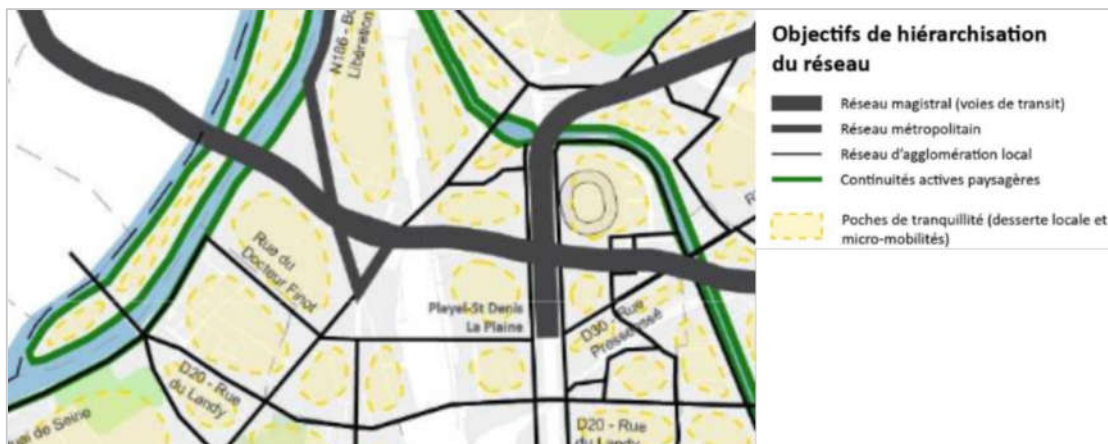 N186 - Bo
Libération
Rue du
Docteur Finot
Pleyel-St Denis
La Plaine
D30 - Rue
Pressensé
D20 - Rue
du Landy
D20 - Rue
du Landy
uai de Seine
Objectifs de hiérarchisation
du réseau
Réseau magistral (voies de transit)
Réseau métropolitain
Réseau d'agglomération local
Continuités actives paysagères
Poches de tranquillité (desserte locale et
micro-mobilités)